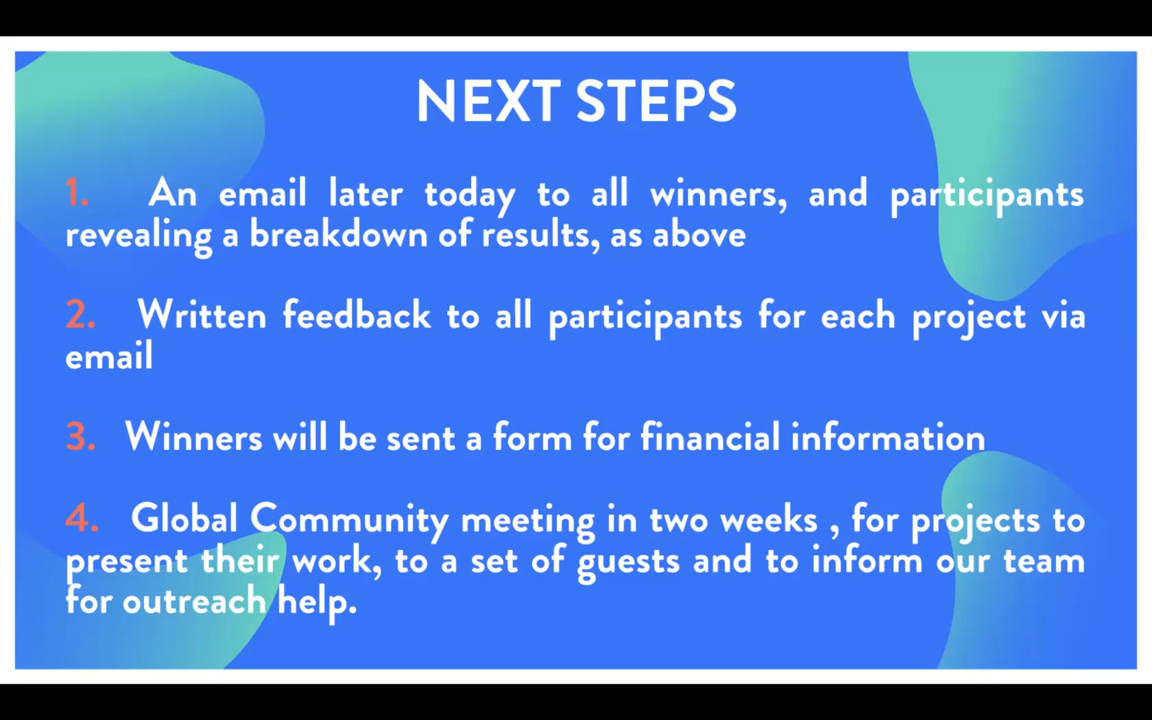 NEXT STEPS
1. An email later today to all winners, and participants
revealing a breakdown of results, as above
2. Written feedback to all participants for each project via
email
3. Winners will be sent a form for financial information
4. Global Community meeting in two weeks , for projects to
present their work, to a set of guests and to inform our team
for outreach help.